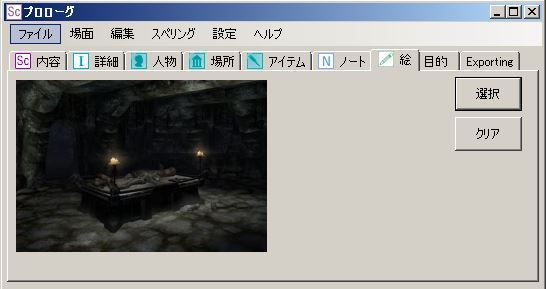 Sc プロローグ
ファイル 場面 編集 スペリング 設定 ヘルプ
Sc 内容 I 詳細 人物 場所 アイテム N ノート 絵 目的 Exporting
選択
クリア